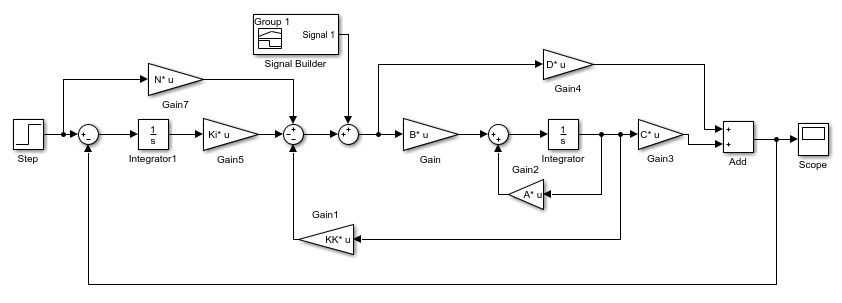 Group 1
Signal 1
Signal Builder
N* u
Gain7
D* u
Gain4
Step
1
s
Integrator1
Ki* u
Gain5
B* u
Gain
1
s
Integrator
C* u
Gain3
Add
Scope
Gain2
A* u
Gain1
KK* u